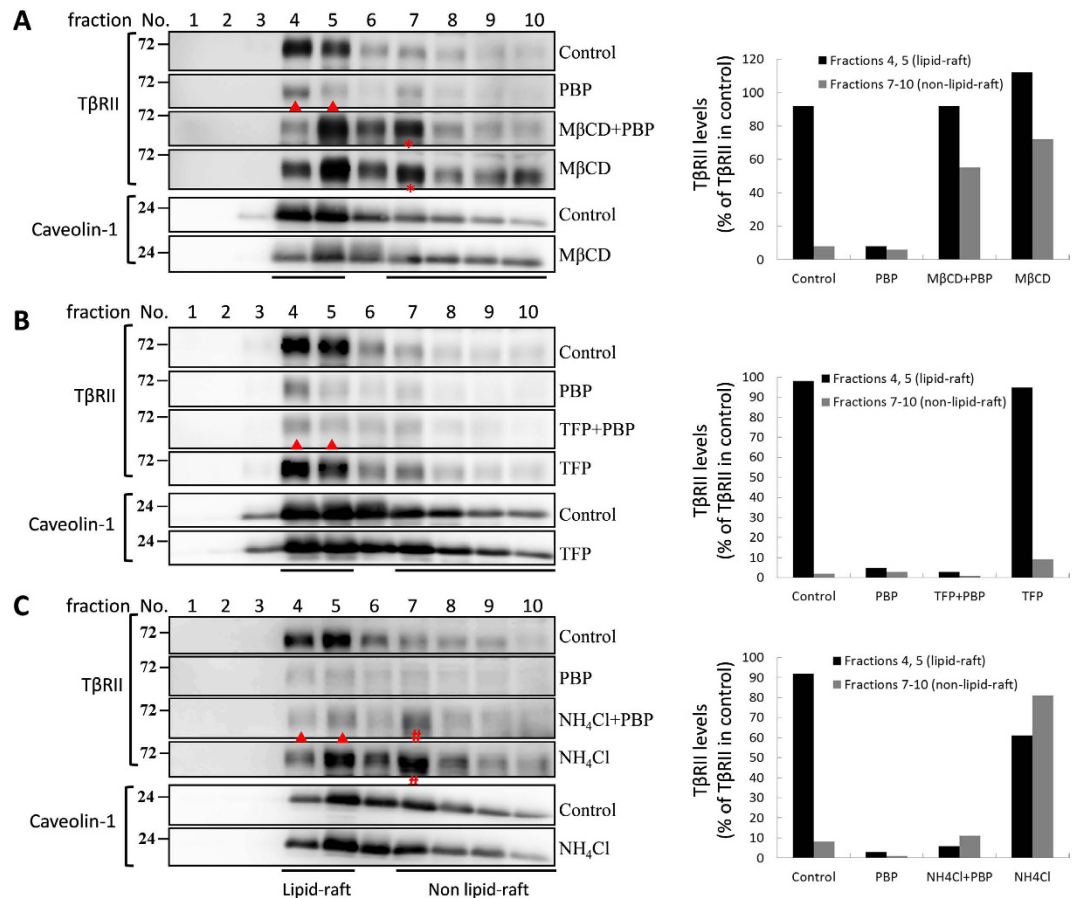 A
fraction No. 1 2 3 4 5 6 7 8 9 10
TβRII
72 Control
72 PBP
▲ ▲
72 MβCD+PBP
*
72 MβCD
*
Caveolin-1
24 Control
24 MβCD
TβRII levels
(% of TβRII in control)
120
100
80
60
40
20
0
Fractions 4, 5 (lipid-raft)
Fractions 7-10 (non-lipid-raft)
Control PBP MβCD+PBP MβCD
B
fraction No. 1 2 3 4 5 6 7 8 9 10
TβRII
72 Control
72 PBP
72 TFP+PBP
▲ ▲
72 TFP
Caveolin-1
24 Control
24 TFP
TβRII levels
(% of TβRII in control)
100
90
80
70
60
50
40
30
20
10
0
Fractions 4, 5 (lipid-raft)
Fractions 7-10 (non-lipid-raft)
Control PBP TFP+PBP TFP
C
fraction No. 1 2 3 4 5 6 7 8 9 10
TβRII
72 Control
72 PBP
72 NH₄Cl+PBP
▲ ▲ #
72 NH₄Cl
#
Caveolin-1
24 Control
24 NH₄Cl
Lipid-raft Non lipid-raft
TβRII levels
(% of TβRII in control)
120
110
100
90
80
70
60
50
40
30
20
10
0
Fractions 4, 5 (lipid-raft)
Fractions 7-10 (non-lipid-raft)
Control PBP NH4Cl+PBP NH4Cl